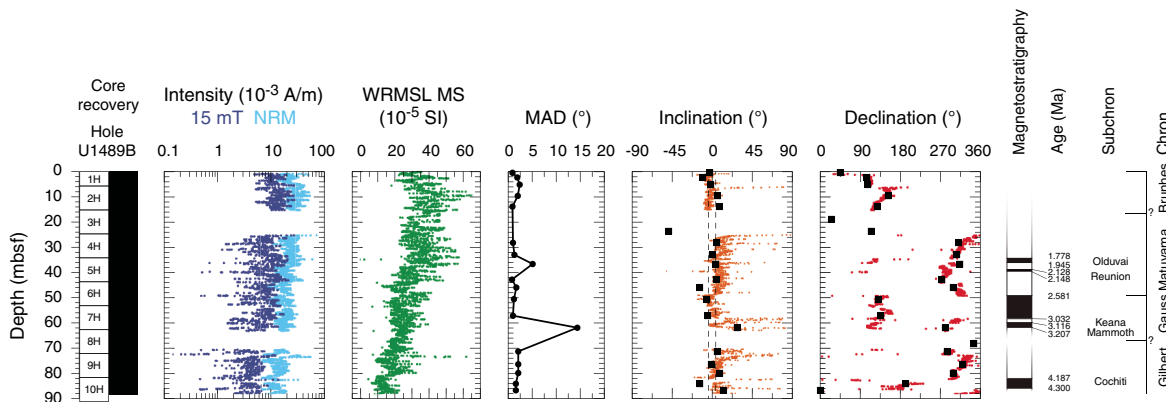 Core
recovery
Hole
U1489B
Intensity (10-3 A/m)
15 mT NRM
WRMSL MS
(10-5 SI)
MAD (°)
Inclination (°)
Declination (°)
Magnetostratigraphy
Age (Ma)
Subchron
Chron
0.1 1 10 100
0 20 40 60
0 5 10 15 20
-90 -45 0 45 90
0 90 180 270 360
Depth (mbsf)
0
10
20
30
40
50
60
70
80
90
1H
2H
3H
4H
5H
6H
7H
8H
9H
10H
1.778
1.945
2.128
2.148
2.581
3.032
3.116
3.207
4.187
4.300
Olduvai
Reunion
Keana
Mammoth
Cochiti
Brunhes
?
Matuyama
Gauss
?
Gilbert